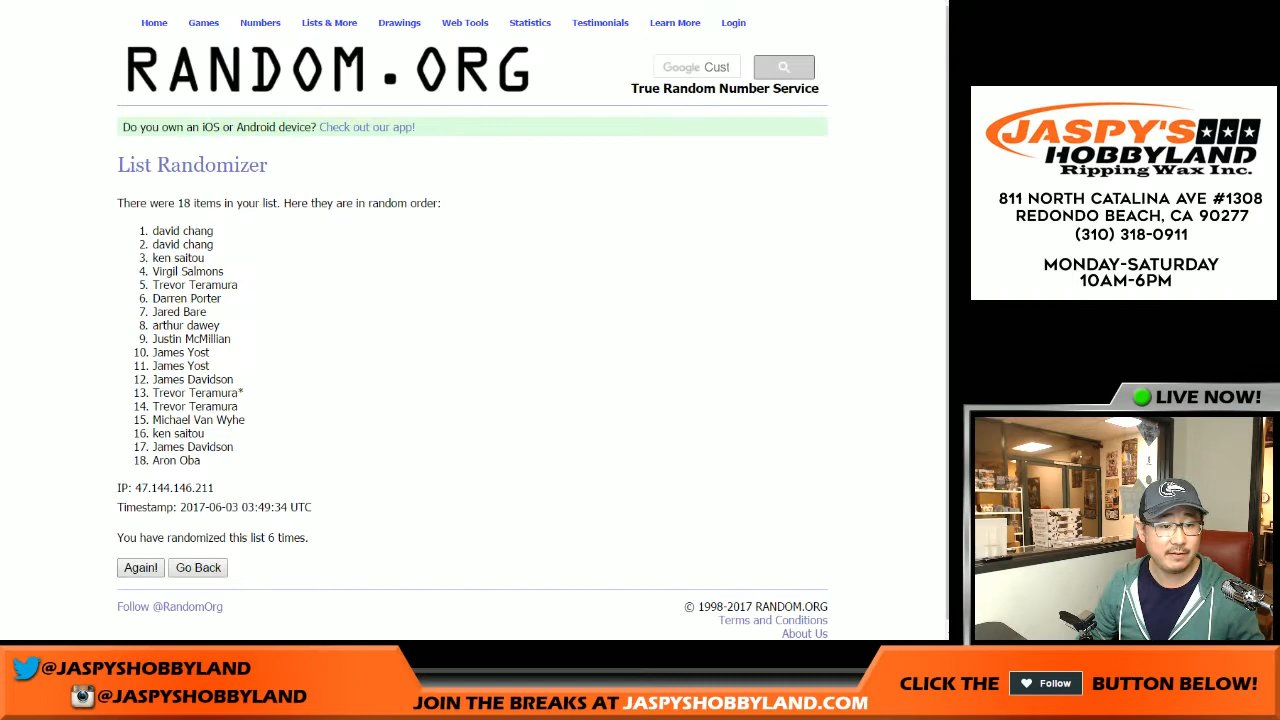 Home Games Numbers Lists & More Drawings Web Tools Statistics Testimonials Learn More Login
RANDOM.ORG
Google Cust
True Random Number Service
Do you own an iOS or Android device? Check out our app!
List Randomizer
There were 18 items in your list. Here they are in random order:
1. david chang
2. david chang
3. ken saitou
4. Virgil Salmons
5. Trevor Teramura
6. Darren Porter
7. Jared Bare
8. arthur dawey
9. Justin McMillian
10. James Yost
11. James Yost
12. James Davidson
13. Trevor Teramura*
14. Trevor Teramura
15. Michael Van Wyhe
16. ken saitou
17. James Davidson
18. Aron Oba
IP: 47.144.146.211
Timestamp: 2017-06-03 03:49:34 UTC
You have randomized this list 6 times.
Again! Go Back
Follow @RandomOrg
© 1998-2017 RANDOM.ORG
Terms and Conditions
About Us
JASPY'S
HOBBYLAND
Ripping Wax Inc.
811 NORTH CATALINA AVE #1308
REDONDO BEACH, CA 90277
(310) 318-0911
MONDAY-SATURDAY
10AM-6PM
LIVE NOW!
@JASPYSHOBBYLAND
@JASPYSHOBBYLAND
JOIN THE BREAKS AT JASPYSHOBBYLAND.COM
CLICK THE Follow BUTTON BELOW!